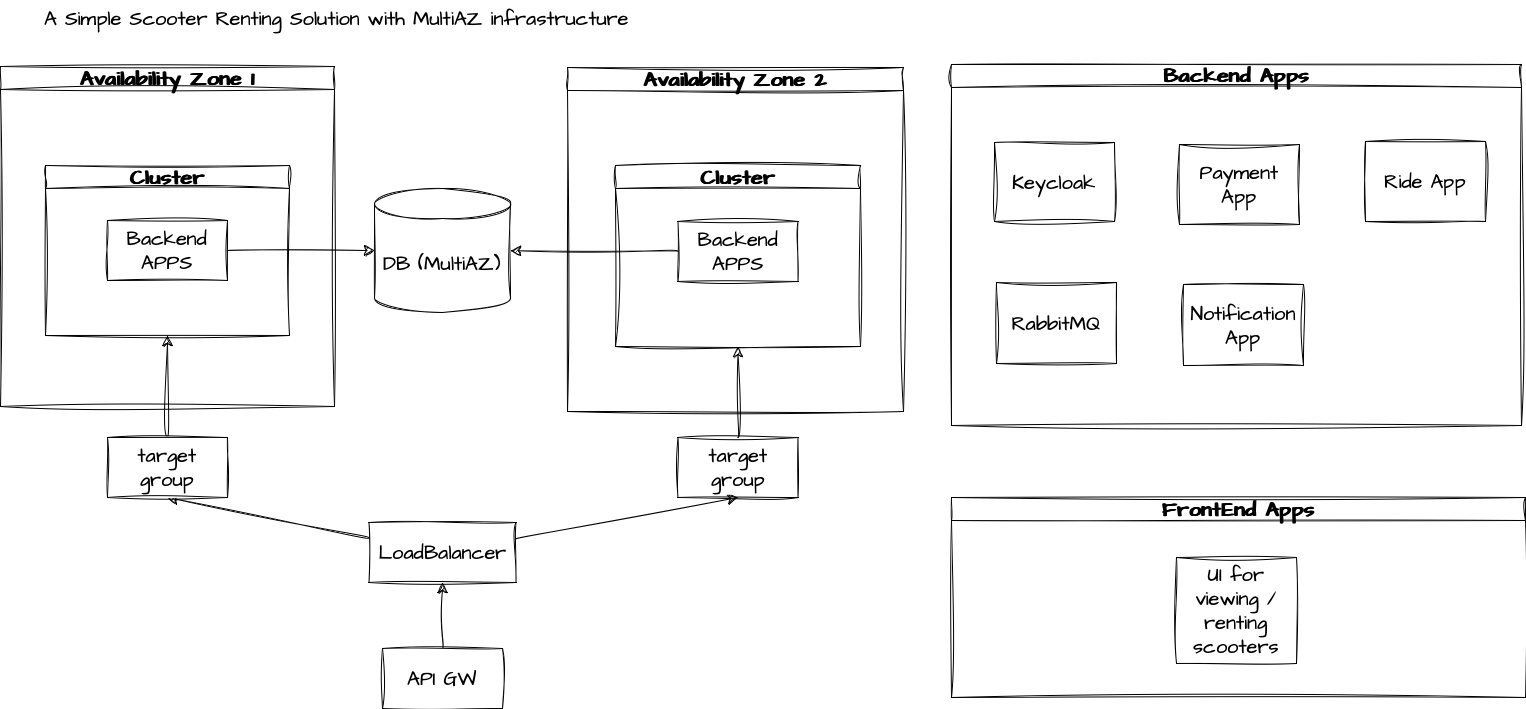 A Simple Scooter Renting Solution with MultiAZ infrastructure
Availability Zone 1
Cluster
Backend
APPS
DB (MultiAZ)
Availability Zone 2
Cluster
Backend
APPS
target
group
target
group
LoadBalancer
API GW
Backend Apps
Keycloak
Payment
App
Ride App
RabbitMQ
Notification
App
FrontEnd Apps
UI for
viewing /
renting
scooters